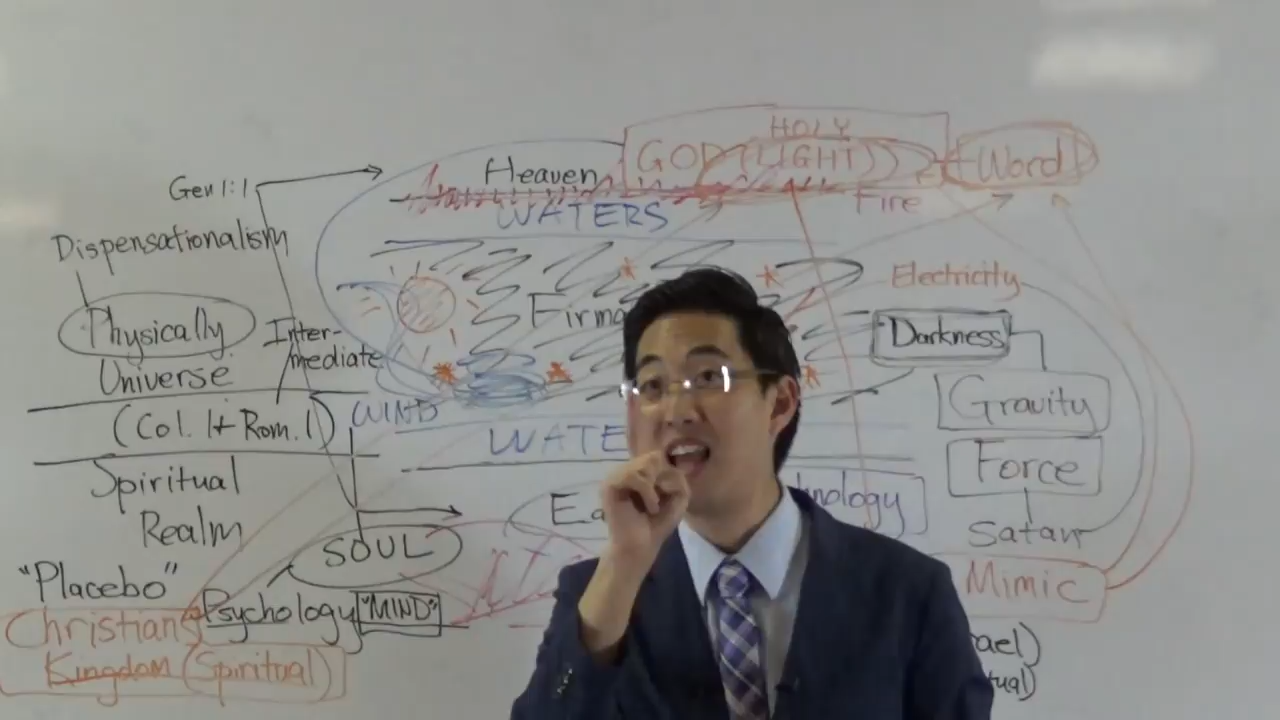 HOLY
GOD (LIGHT)
Word
Heaven
Gen 1:1
WATERS
Fire
Dispensationalism
Electricity
Physically
Universe
Inter-
mediate
Darkness
WIND
Gravity
(Col. 1+ Rom. 1)
Force
Spiritual
Realm
Satan
SOUL
"Placebo"
Mimic
Christian
Psychology "MIND"
Kingdom (Spiritual)